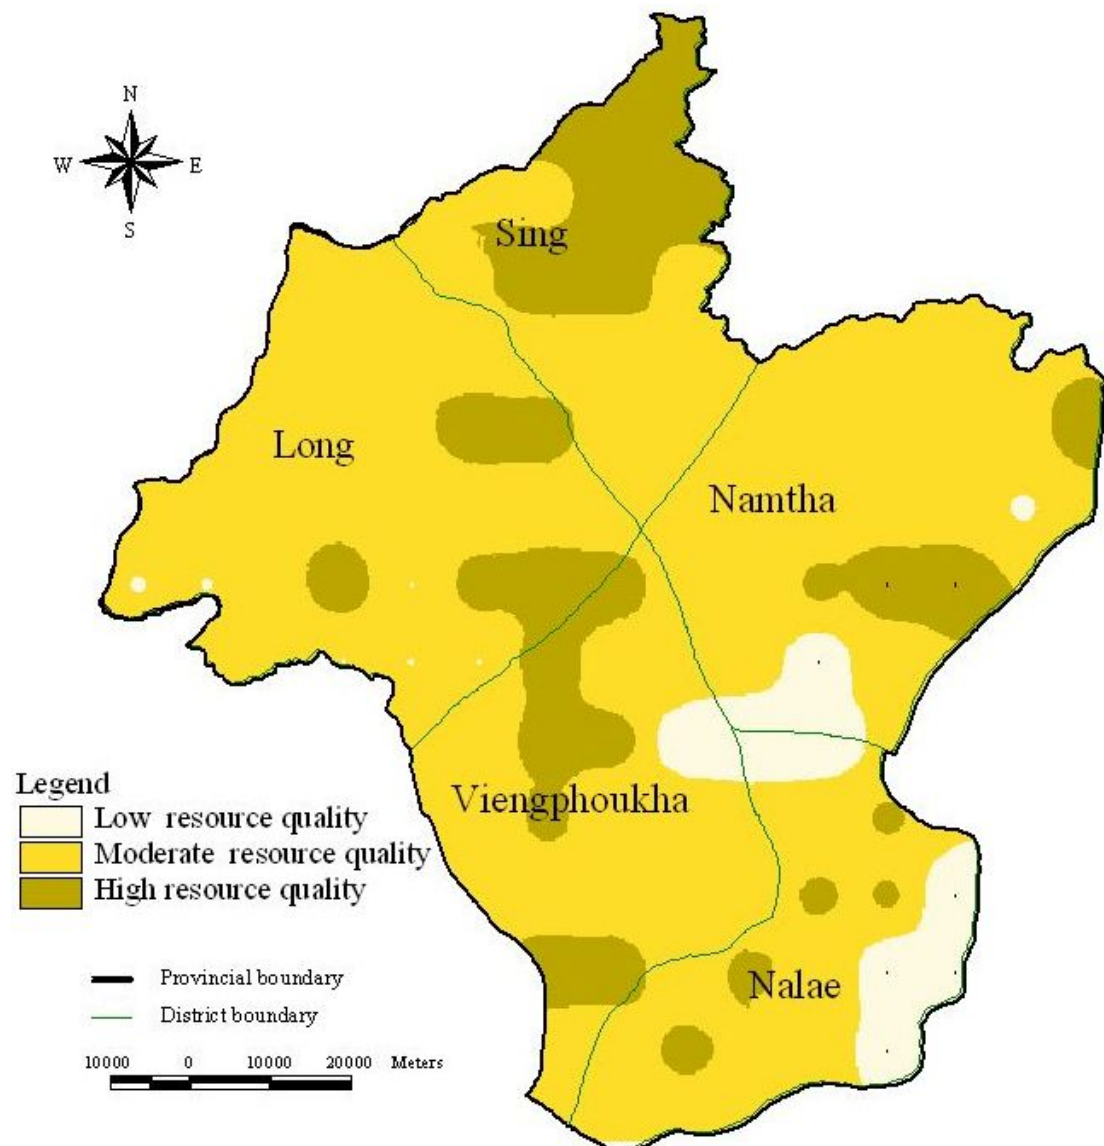 N
W E
S
Sing
Long
Namtha
Viengphoukha
Nalae
Legend
Low resource quality
Moderate resource quality
High resource quality
Provincial boundary
District boundary
10000 0 10000 20000 Meters